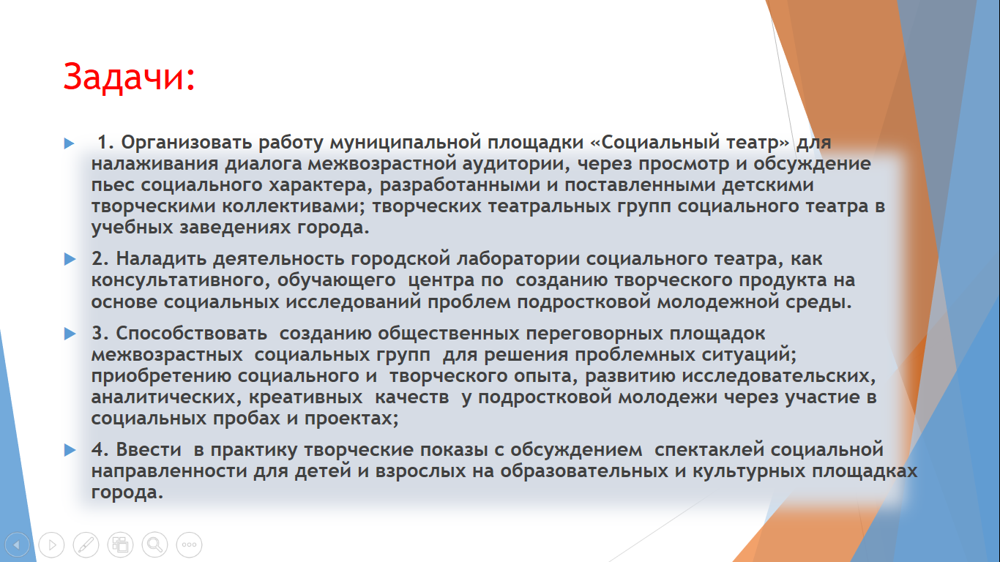 Задачи:
1. Организовать работу муниципальной площадки «Социальный театр» для
налаживания диалога межвозрастной аудитории, через просмотр и обсуждение
пьес социального характера, разработанными и поставленными детскими
творческими коллективами; творческих театральных групп социального театра в
учебных заведениях города.
2. Наладить деятельность городской лаборатории социального театра, как
консультативного, обучающего центра по созданию творческого продукта на
основе социальных исследований проблем подростковой молодежной среды.
3. Способствовать созданию общественных переговорных площадок
межвозрастных социальных групп для решения проблемных ситуаций;
приобретению социального и творческого опыта, развитию исследовательских,
аналитических, креативных качеств у подростковой молодежи через участие в
социальных пробах и проектах;
4. Ввести в практику творческие показы с обсуждением спектаклей социальной
направленности для детей и взрослых на образовательных и культурных площадках
города.